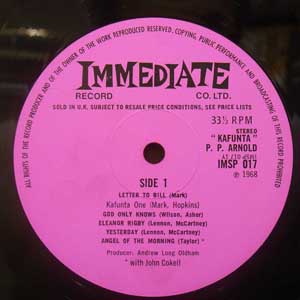 ALL RIGHTS OF THE RECORD PRODUCER AND OF THE OWNER OF THE WORK REPRODUCED RESERVED. COPYING, PUBLIC PERFORMANCE AND BROADCASTING OF THIS RECORD PROHIBITED
IMMEDIATE
RECORD CO. LTD.
SOLD IN U.K. SUBJECT TO RESALE PRICE CONDITIONS, SEE PRICE LISTS
33⅓ RPM
STEREO
"KAFUNTA"
P. P. ARNOLD
IMSP 017
℗ 1968
SIDE 1
LETTER TO BILL (Mark)
Kafunta One (Mark, Hopkins)
GOD ONLY KNOWS (Wilson, Asher)
ELEANOR RIGBY (Lennon, McCartney)
YESTERDAY (Lennon, McCartney)
ANGEL OF THE MORNING (Taylor) *
Producer: Andrew Long Oldham
* with John Cokell